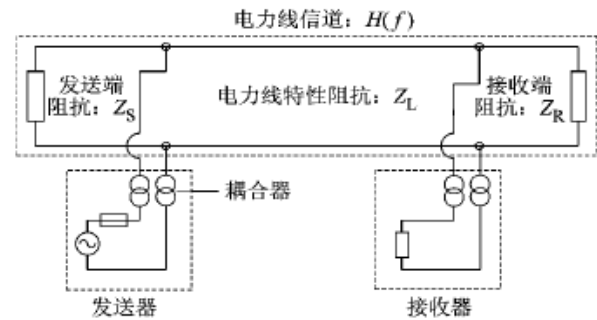 电力线信道：H(f)
发送端
阻抗：Z_S
电力线特性阻抗：Z_L
接收端
阻抗：Z_R
耦合器
发送器
接收器